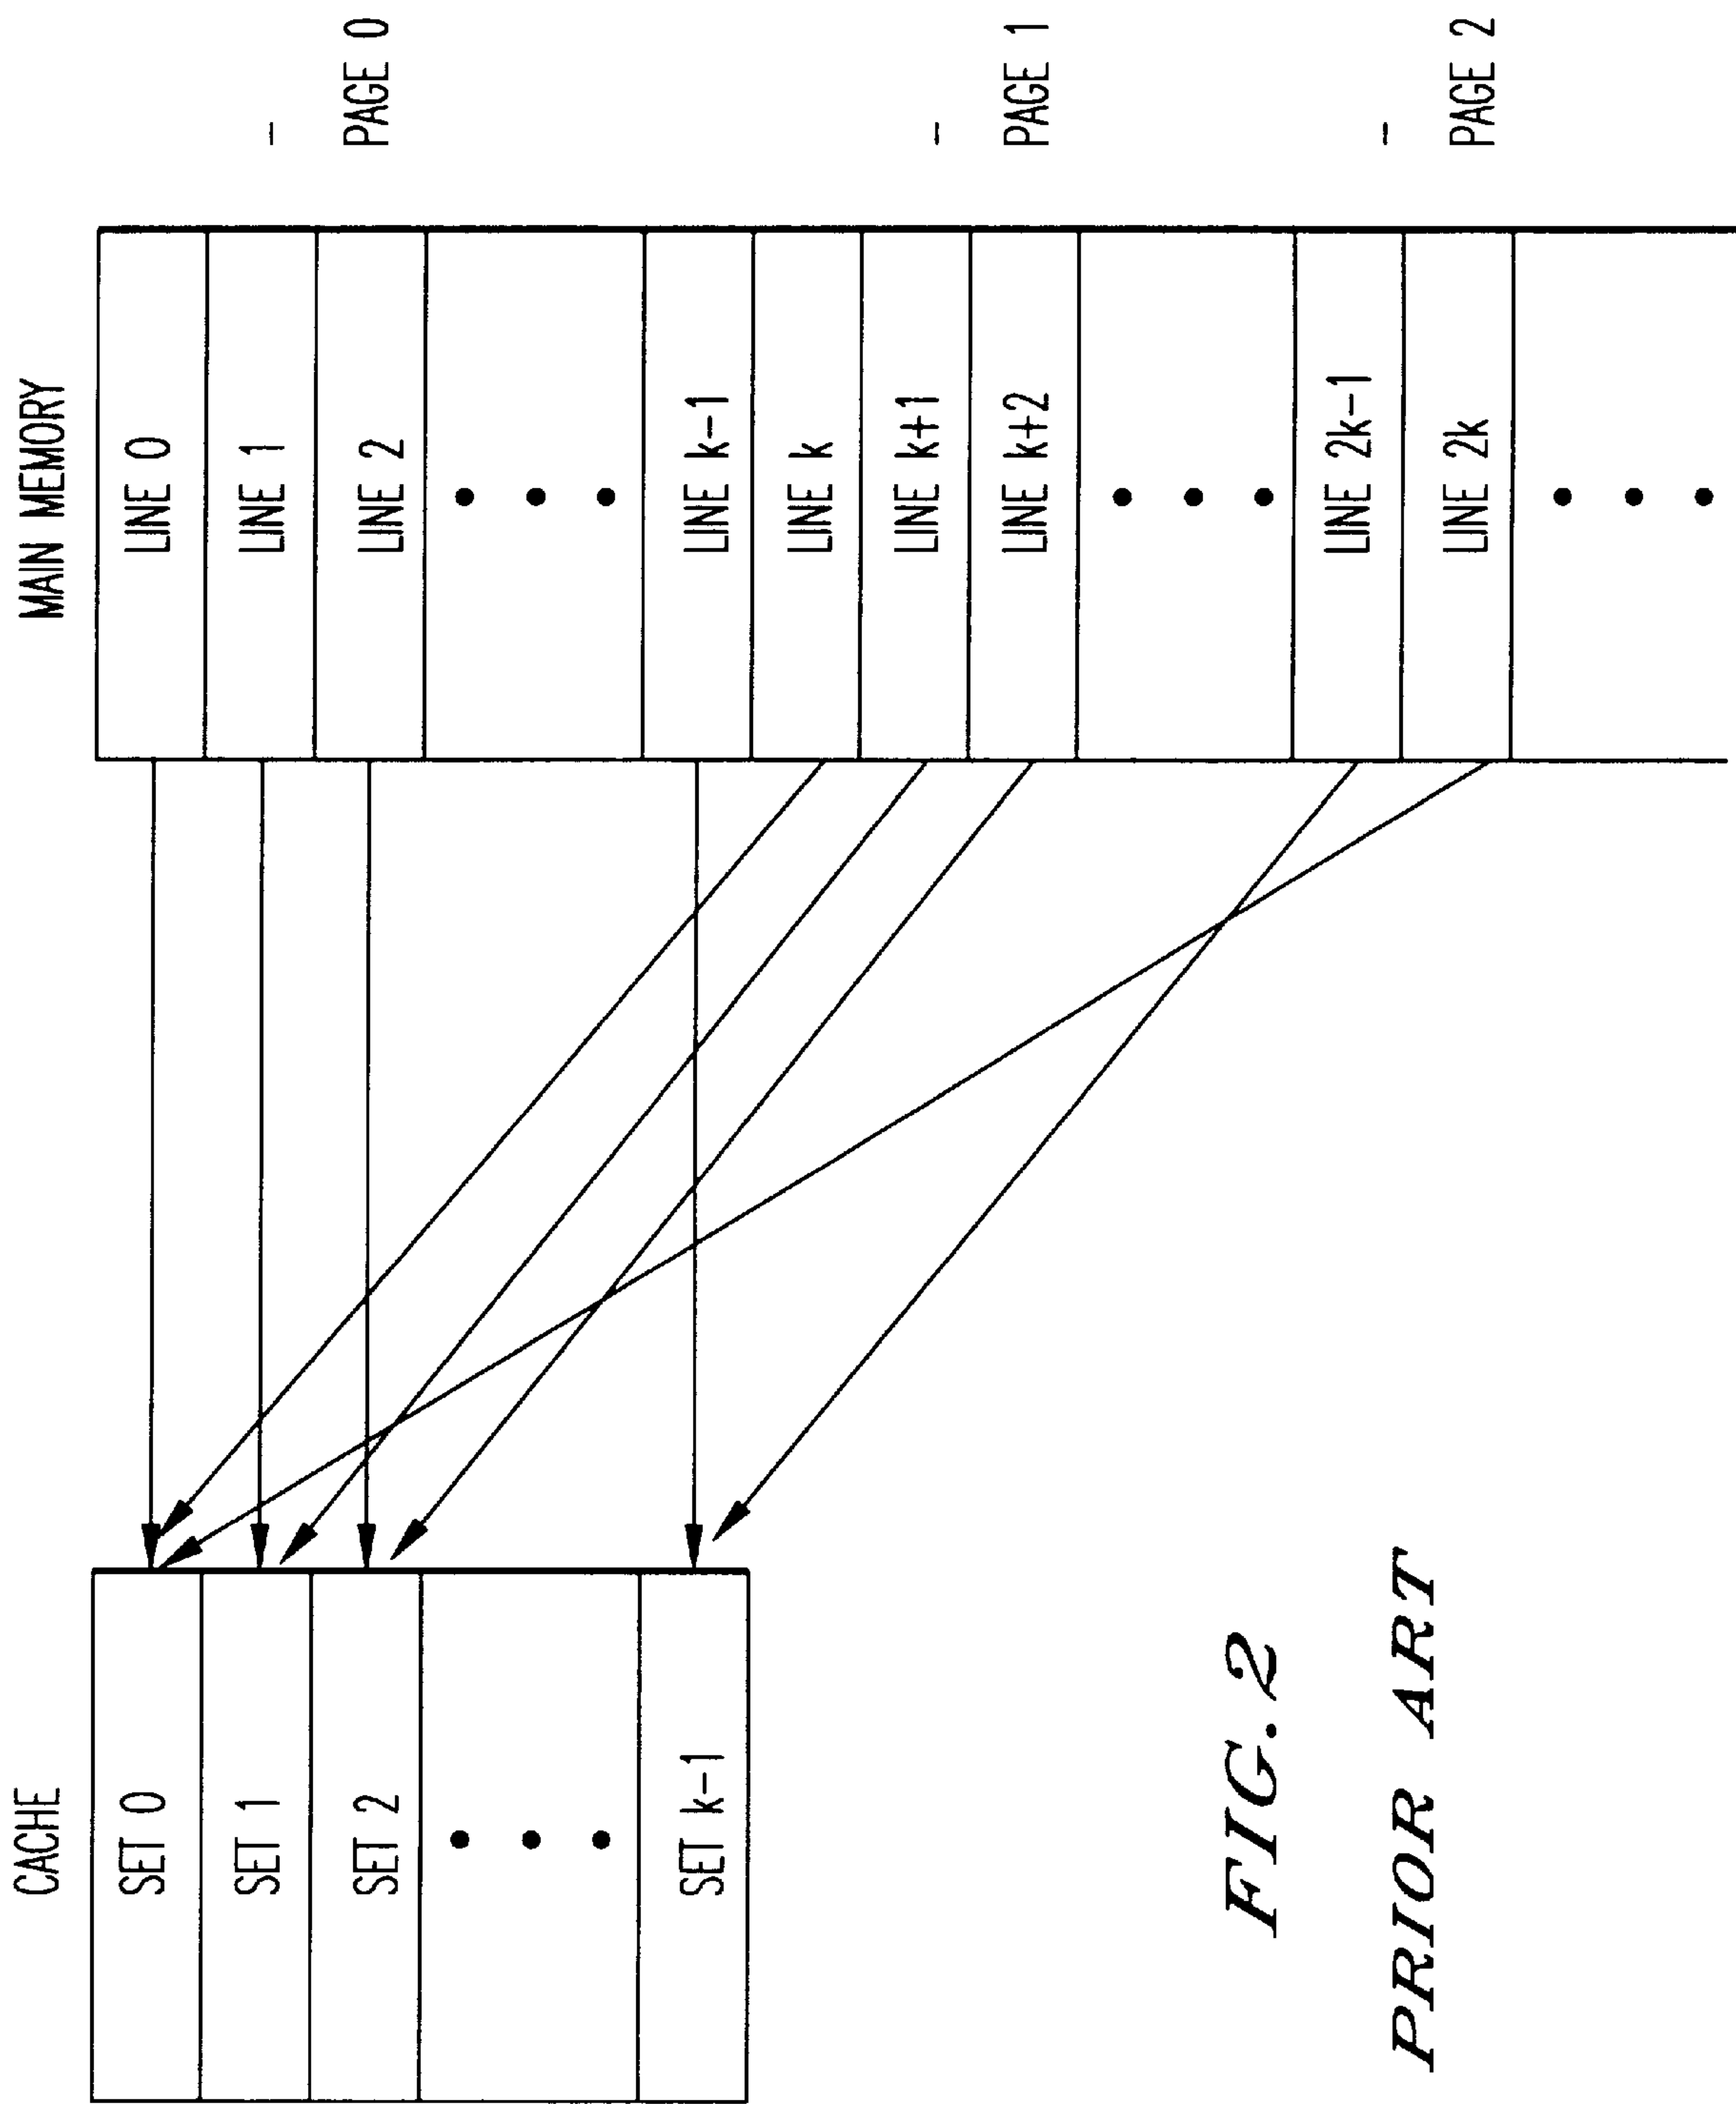 CACHE
SET 0
SET 1
SET 2
SET k-1
MAIN MEMORY
LINE 0
LINE 1
LINE 2
LINE k-1
LINE k
LINE k+1
LINE k+2
LINE 2k-1
LINE 2k
PAGE 0
PAGE 1
PAGE 2
FIG.2
PRIOR ART